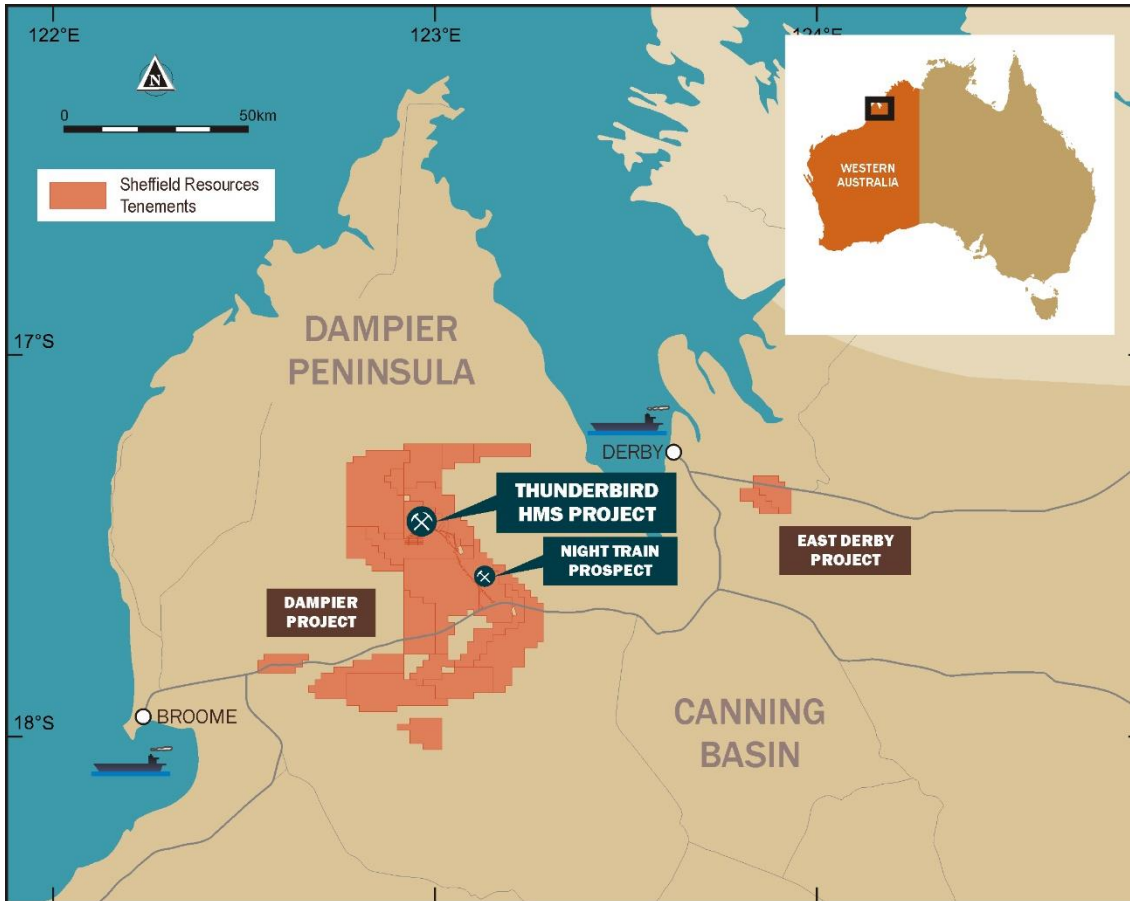 122°E
123°E
124°E
N
0
50km
Sheffield Resources
Tenements
WESTERN
AUSTRALIA
17°S
DAMPIER
PENINSULA
DERBY
THUNDERBIRD
HMS PROJECT
NIGHT TRAIN
PROSPECT
EAST DERBY
PROJECT
DAMPIER
PROJECT
18°S
BROOME
CANNING
BASIN